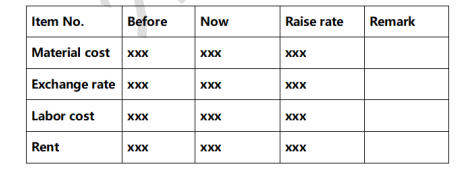 Item No. Before Now Raise rate Remark
Material cost xxx xxx xxx
Exchange rate xxx xxx xxx
Labor cost xxx xxx xxx
Rent xxx xxx xxx